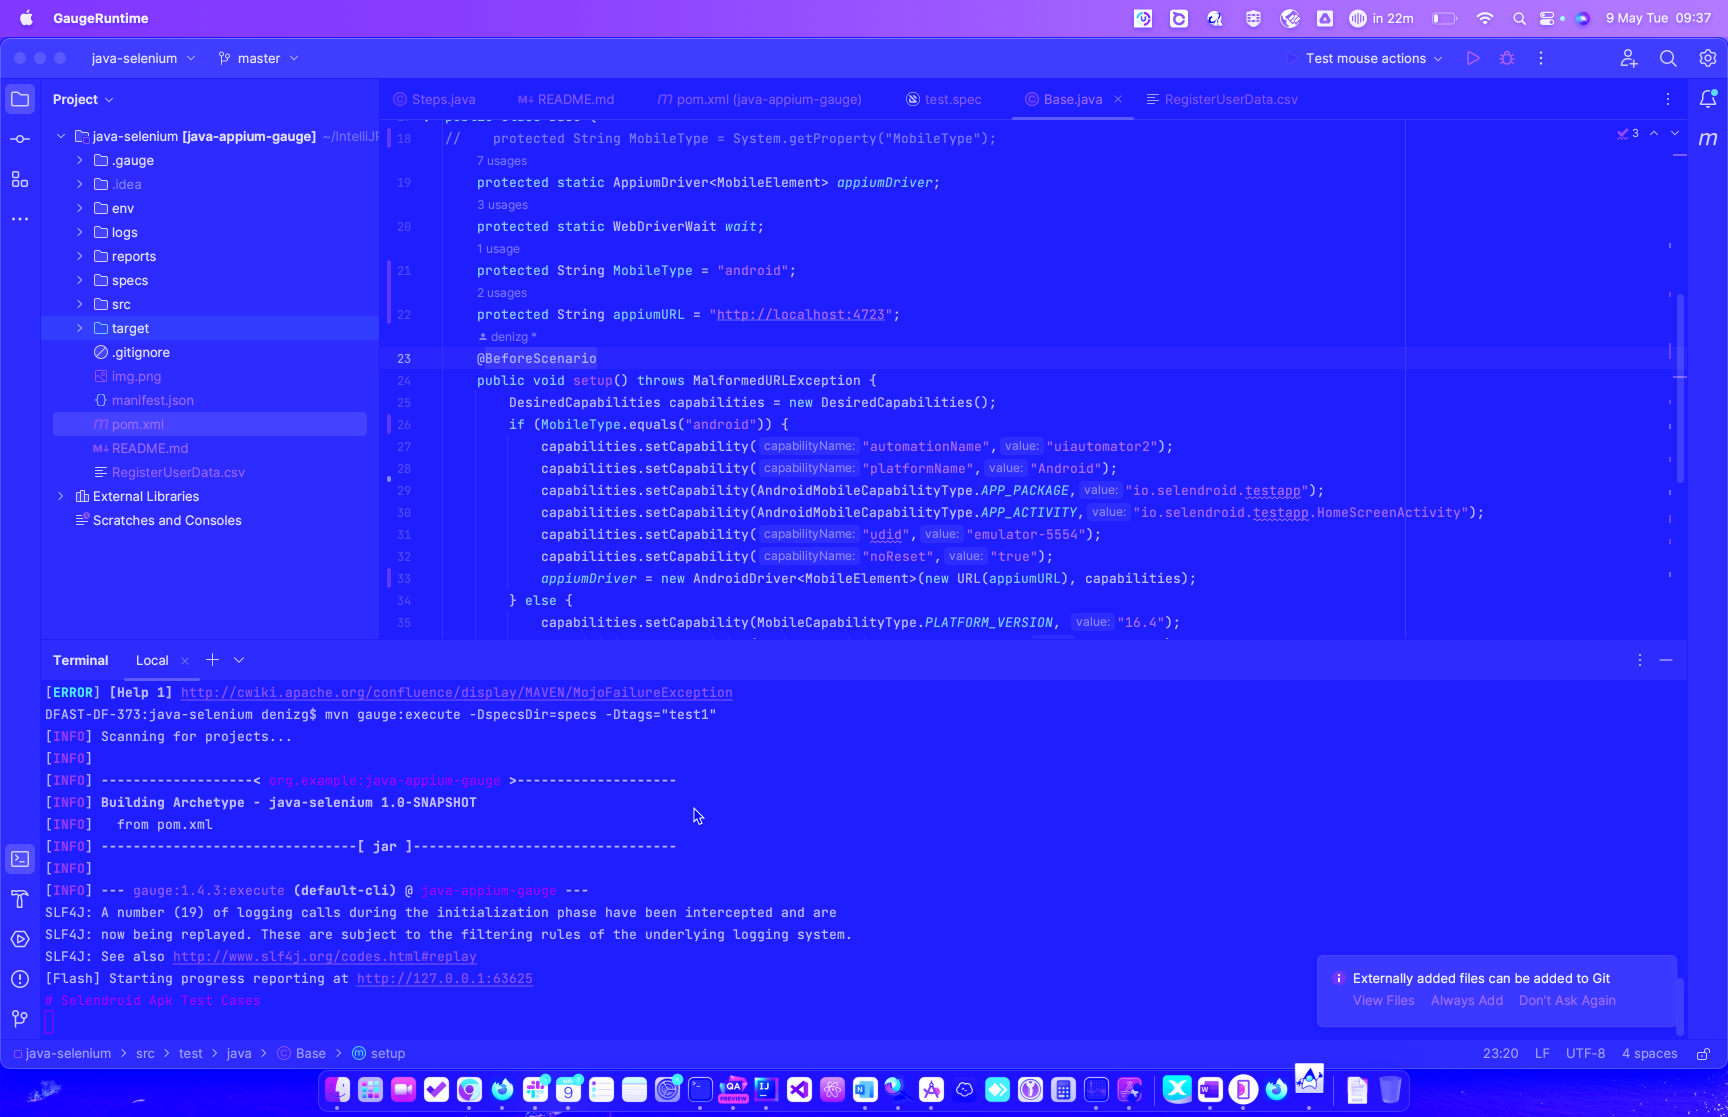 GaugeRuntime
in 22m
9 May Tue 09:37
java-selenium
master
Test mouse actions
Project
Steps.java
README.md
pom.xml (java-appium-gauge)
test.spec
Base.java
RegisterUserData.csv
java-selenium [java-appium-gauge] ~/IntelliJ
.gauge
.idea
env
logs
reports
specs
src
target
.gitignore
img.png
manifest.json
pom.xml
README.md
RegisterUserData.csv
External Libraries
Scratches and Consoles
3
18 // protected String MobileType = System.getProperty("MobileType");
7 usages
19 protected static AppiumDriver<MobileElement> appiumDriver;
3 usages
20 protected static WebDriverWait wait;
1 usage
21 protected String MobileType = "android";
2 usages
22 protected String appiumURL = "http://localhost:4723";
denizg *
23 @BeforeScenario
24 public void setup() throws MalformedURLException {
25 DesiredCapabilities capabilities = new DesiredCapabilities();
26 if (MobileType.equals("android")) {
27 capabilities.setCapability( capabilityName: "automationName", value: "uiautomator2");
28 capabilities.setCapability( capabilityName: "platformName", value: "Android");
29 capabilities.setCapability(AndroidMobileCapabilityType.APP_PACKAGE, value: "io.selendroid.testapp");
30 capabilities.setCapability(AndroidMobileCapabilityType.APP_ACTIVITY, value: "io.selendroid.testapp.HomeScreenActivity");
31 capabilities.setCapability( capabilityName: "udid", value: "emulator-5554");
32 capabilities.setCapability( capabilityName: "noReset", value: "true");
33 appiumDriver = new AndroidDriver<MobileElement>(new URL(appiumURL), capabilities);
34 } else {
35 capabilities.setCapability(MobileCapabilityType.PLATFORM_VERSION, value: "16.4");
Terminal
Local
[ERROR] [Help 1] http://cwiki.apache.org/confluence/display/MAVEN/MojoFailureException
DFAST-DF-373:java-selenium denizg$ mvn gauge:execute -DspecsDir=specs -Dtags="test1"
[INFO] Scanning for projects...
[INFO]
[INFO] -------------------< org.example:java-appium-gauge >--------------------
[INFO] Building Archetype - java-selenium 1.0-SNAPSHOT
[INFO]   from pom.xml
[INFO] --------------------------------[ jar ]---------------------------------
[INFO]
[INFO] --- gauge:1.4.3:execute (default-cli) @ java-appium-gauge ---
SLF4J: A number (19) of logging calls during the initialization phase have been intercepted and are
SLF4J: now being replayed. These are subject to the filtering rules of the underlying logging system.
SLF4J: See also http://www.slf4j.org/codes.html#replay
[Flash] Starting progress reporting at http://127.0.0.1:63625
# Selendroid Apk Test Cases
Externally added files can be added to Git
View Files Always Add Don't Ask Again
java-selenium > src > test > java > Base > setup
23:20 LF UTF-8 4 spaces